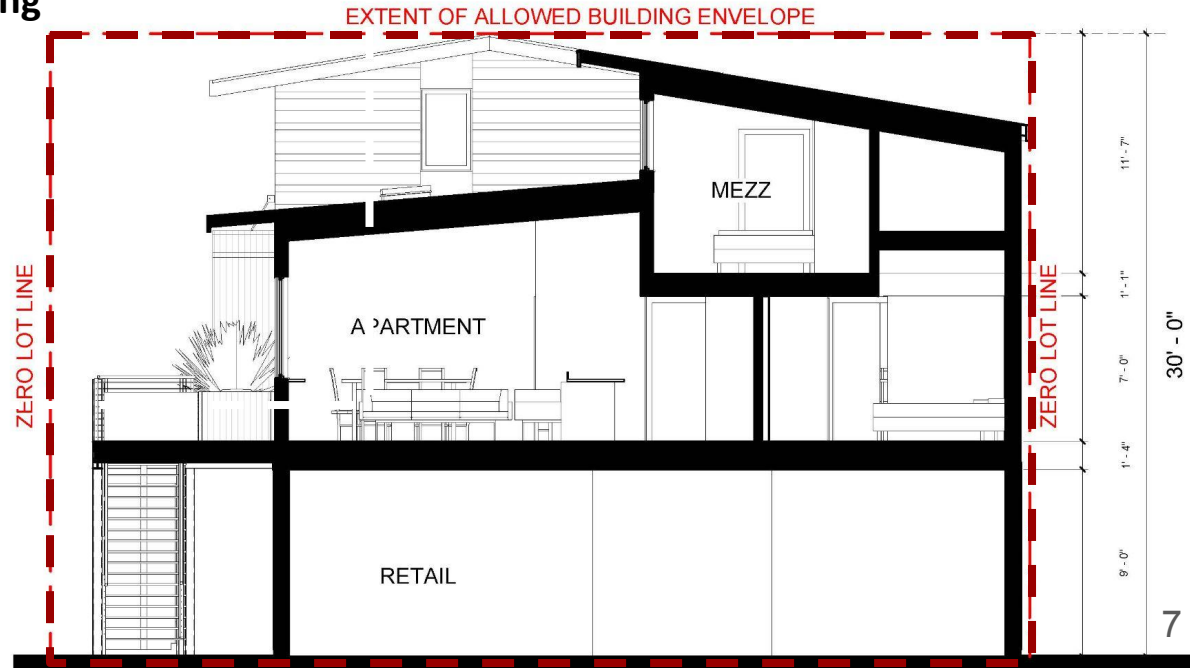 ng
EXTENT OF ALLOWED BUILDING ENVELOPE
11' - 7"
MEZZ
ZERO LOT LINE
ZERO LOT LINE
1' - 1"
APARTMENT
7' - 0"
30' - 0"
1' - 4"
RETAIL
9' - 0"
7